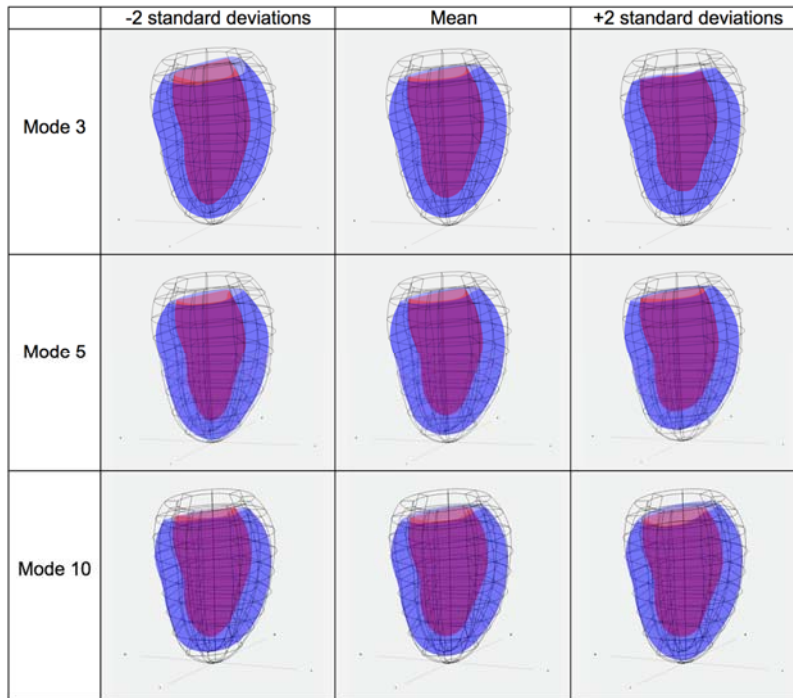 -2 standard deviations
Mean
+2 standard deviations
Mode 3
Mode 5
Mode 10